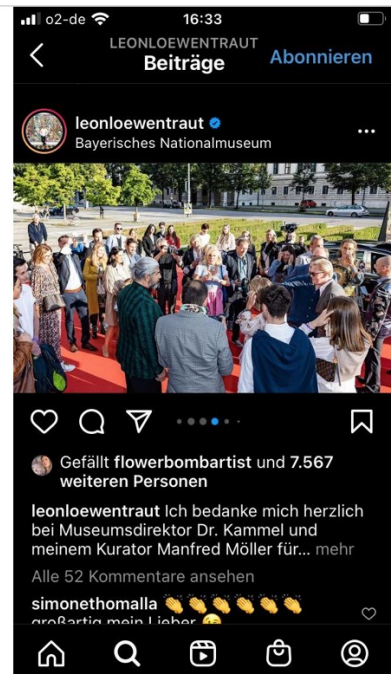 o2-de 16:33
LEONLOEWENTRAUT
Beiträge
Abonnieren
leonloewentraut
Bayerisches Nationalmuseum
Gefällt flowerbombartist und 7.567
weiteren Personen
leonloewentraut Ich bedanke mich herzlich
bei Museumsdirektor Dr. Kammel und
meinem Kurator Manfred Möller für... mehr
Alle 52 Kommentare ansehen
simonethomalla 👏👏👏👏👏👏
großartig mein Lieber